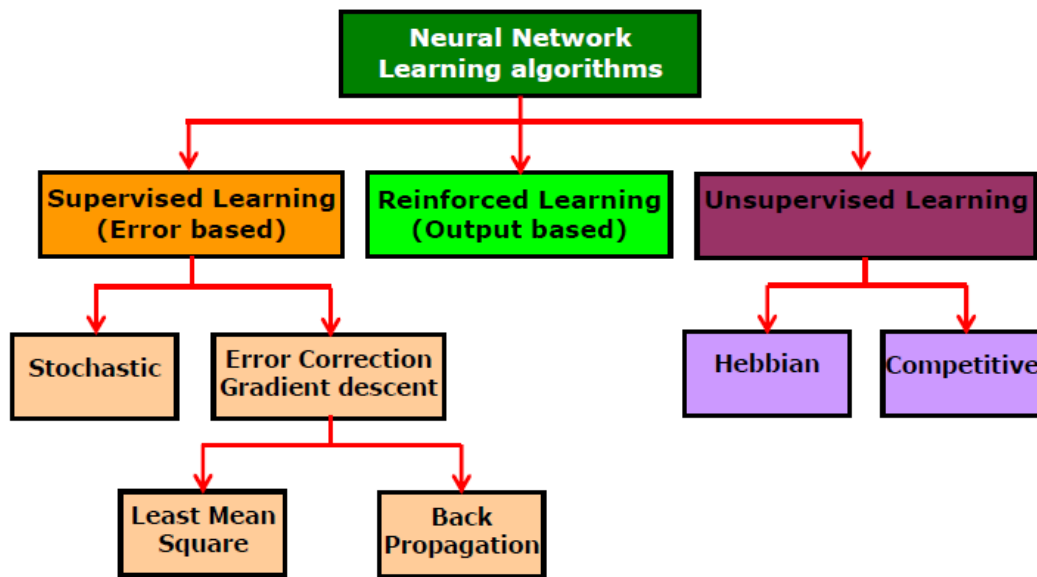 Neural Network
Learning algorithms
Supervised Learning
(Error based)
Reinforced Learning
(Output based)
Unsupervised Learning
Stochastic
Error Correction
Gradient descent
Hebbian
Competitive
Least Mean
Square
Back
Propagation